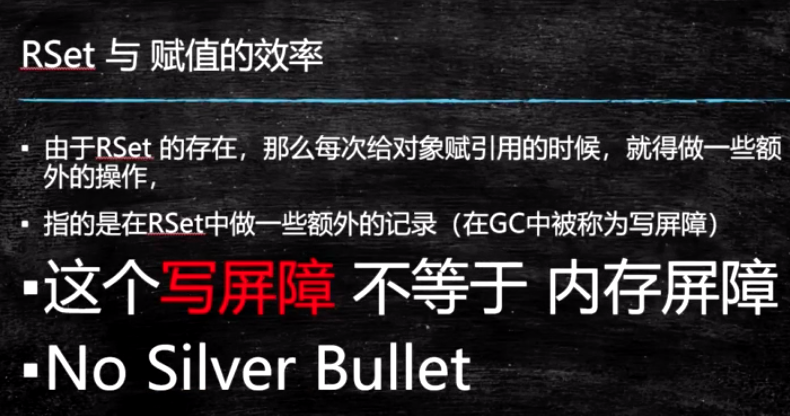 RSet 与 赋值的效率
▪ 由于RSet 的存在，那么每次给对象赋引用的时候，就得做一些额
外的操作，
▪ 指的是在RSet中做一些额外的记录（在GC中被称为写屏障）
▪这个写屏障 不等于 内存屏障
▪No Silver Bullet